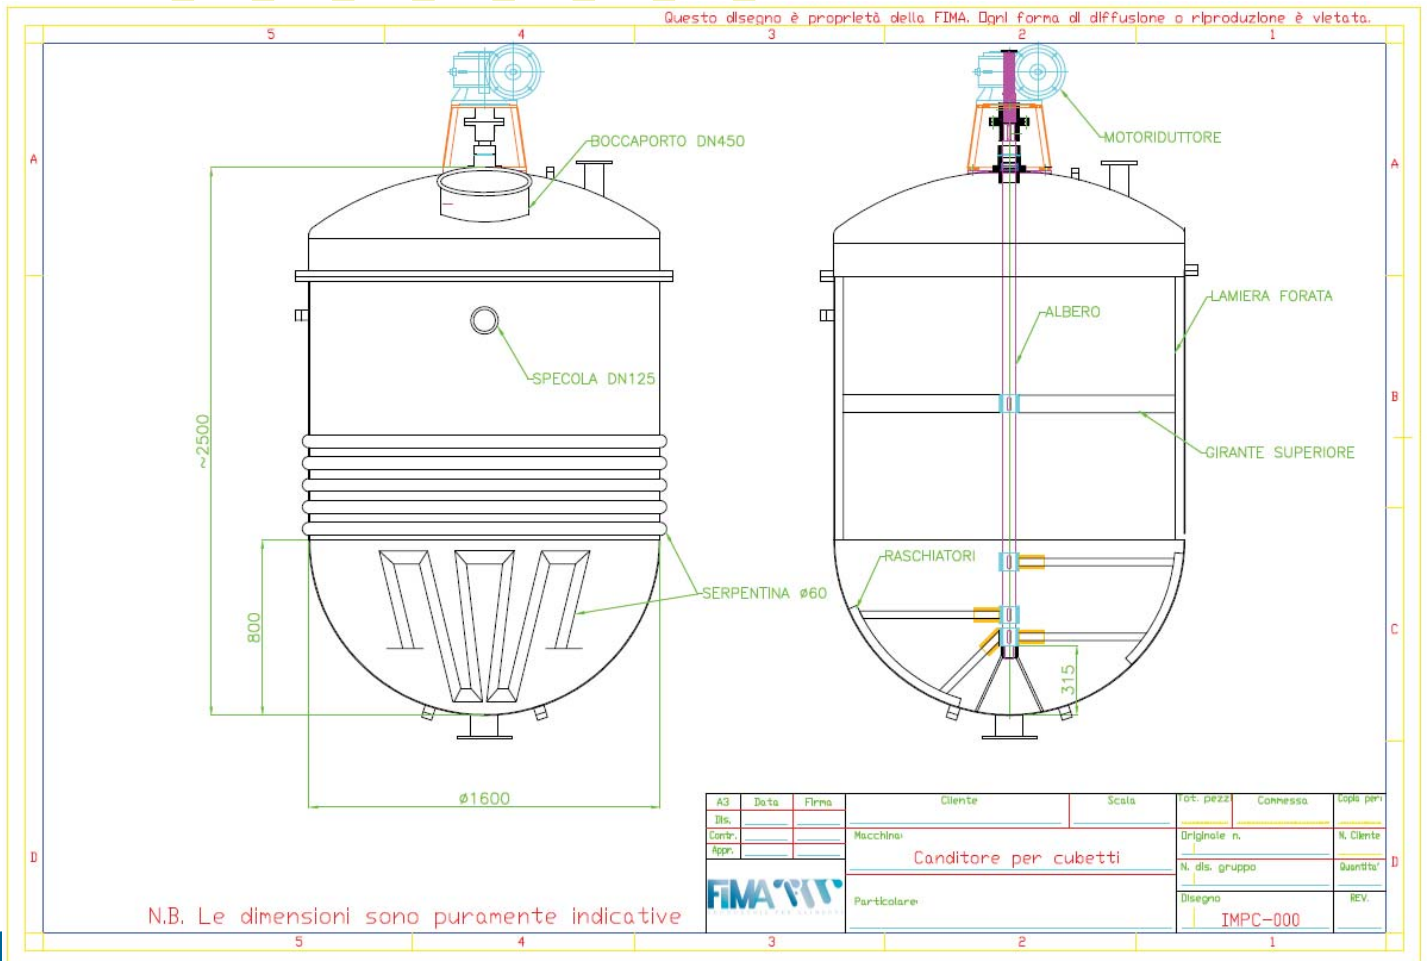 Questo disegno è proprietà della FIMA. Ogni forma di diffusione o riproduzione è vietata.
5 4 3 2 1
A A
BOCCAPORTO DN450
MOTORIDUTTORE
LAMIERA FORATA
ALBERO
SPECOLA DN125
B
~2500
GIRANTE SUPERIORE
RASCHIATORI
SERPENTINA ø60
800
C
315
ø1600
A3 Data Firma Cliente Scala Tot. pezzi Commessa Copia per:
Dis.
Contr. Macchina: Originale n. N. Cliente
Appr. Canditore per cubetti
D D
N. dis. gruppo Quantita'
FIMA
Particolare: Disegno REV.
IMPC-000
N.B. Le dimensioni sono puramente indicative
5 4 3 2 1